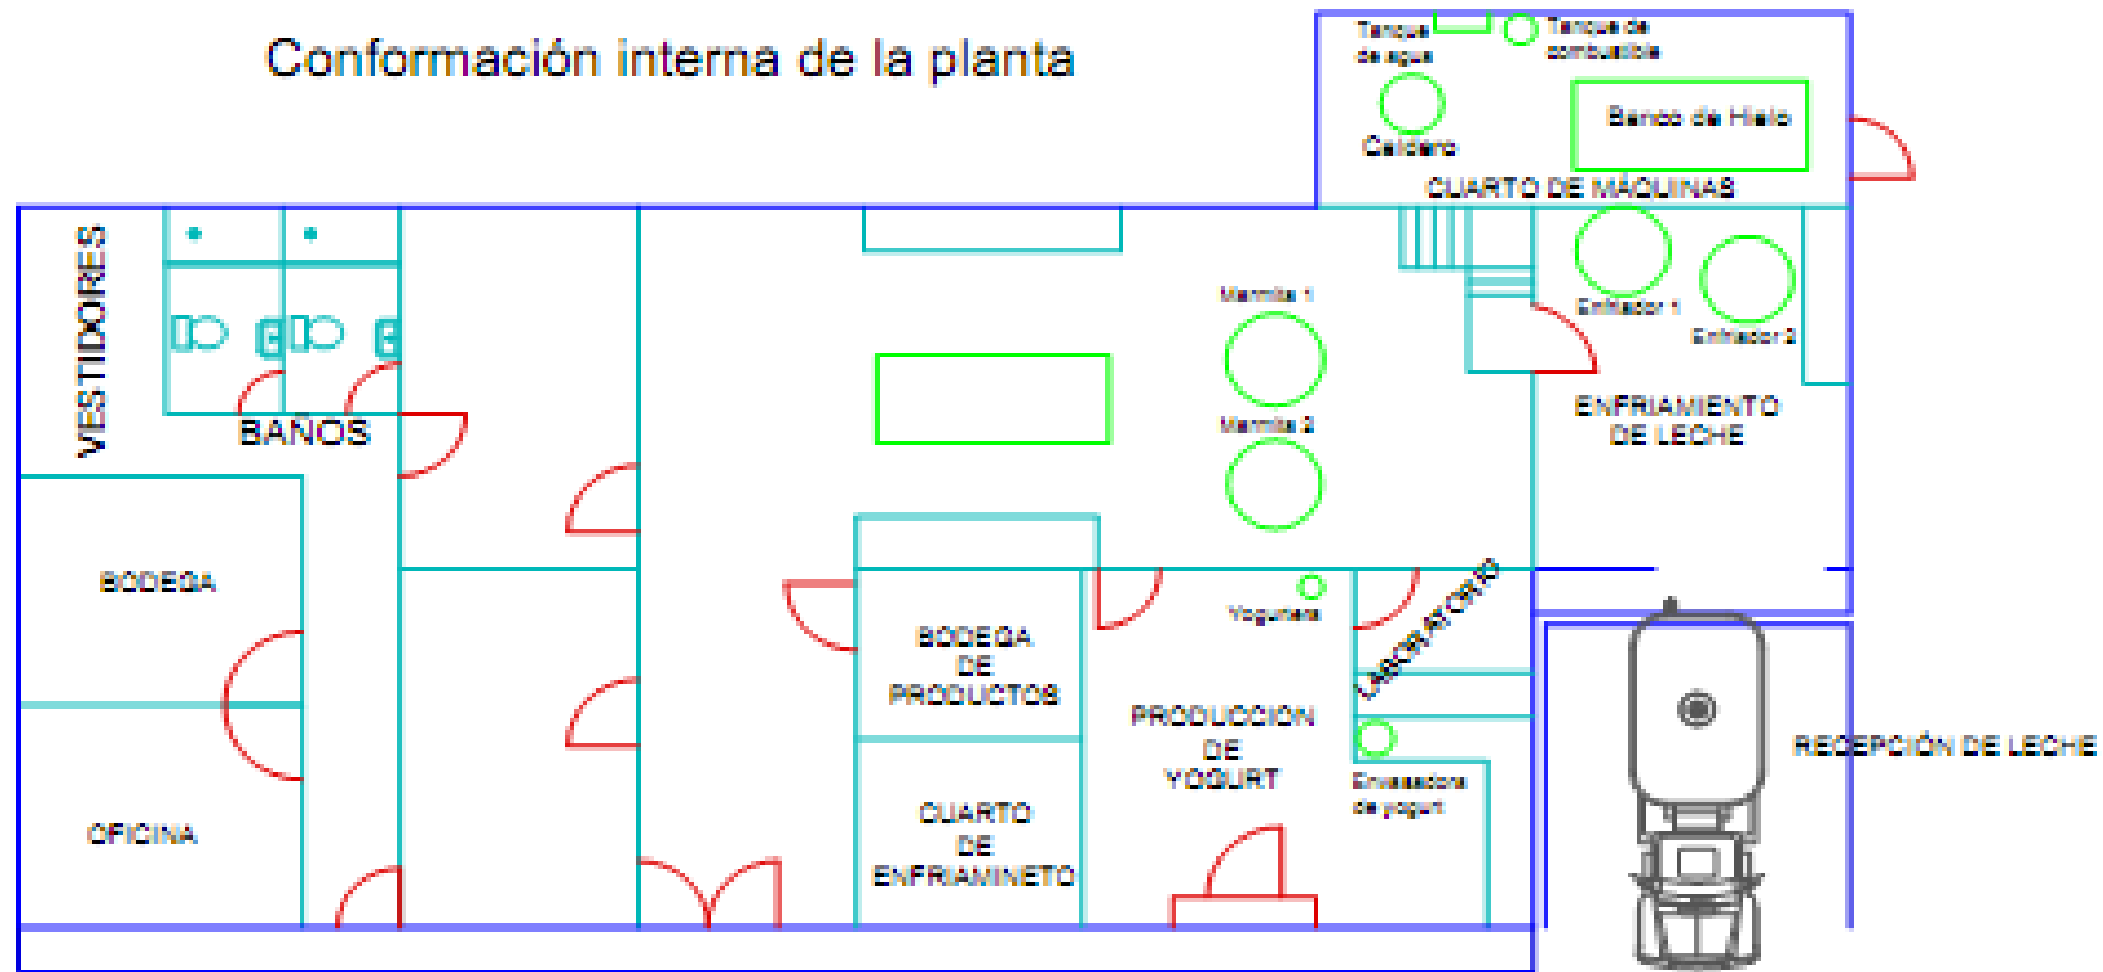 Conformación interna de la planta
Tanque
de agua
Tanque de
combustible
Caldero
Banco de Hielo
CUARTO DE MÁQUINAS
VESTIDORES
BAÑOS
Marmita 1
Marmita 2
Enfriador 1
Enfriador 2
ENFRIAMIENTO
DE LECHE
BODEGA
OFICINA
BODEGA
DE
PRODUCTOS
CUARTO
DE
ENFRIAMINETO
Yogurtera
PRODUCCION
DE
YOGURT
LABORATORIO
Envasadora
de yogurt
RECEPCIÓN DE LECHE